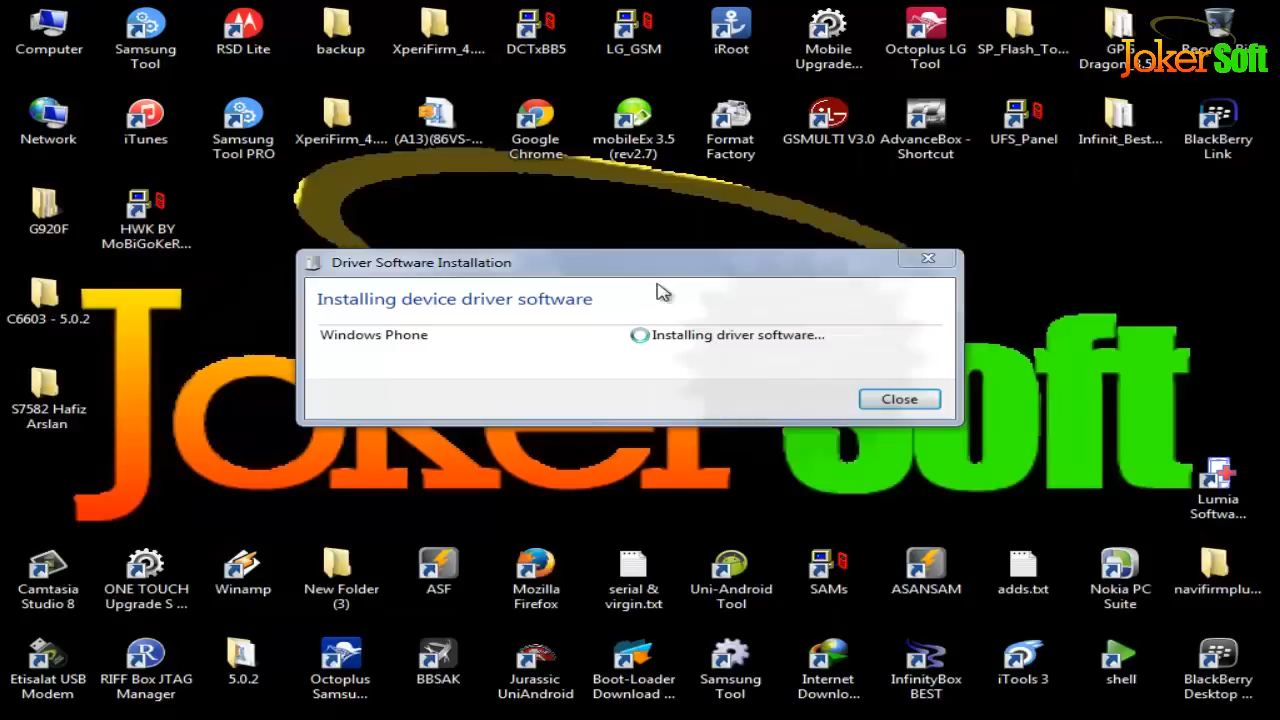 Computer
Samsung
Tool
RSD Lite
backup
XperiFirm_4....
DCTxBB5
LG_GSM
iRoot
Mobile
Upgrade...
Octoplus LG
Tool
SP_Flash_To...
Joker Soft
Network
iTunes
Samsung
Tool PRO
XperiFirm_4....
(A13)(86VS-...
Google
Chrome
mobileEx 3.5
(rev2.7)
Format
Factory
GSMULTI V3.0
AdvanceBox -
Shortcut
UFS_Panel
Infinit_Best...
BlackBerry
Link
G920F
HWK BY
MoBiGoKeR...
Driver Software Installation
Installing device driver software
Windows Phone
Installing driver software...
Close
C6603 - 5.0.2
S7582 Hafiz
Arslan
Joker Soft
Lumia
Softwa...
Camtasia
Studio 8
ONE TOUCH
Upgrade S ...
Winamp
New Folder
(3)
ASF
Mozilla
Firefox
serial &
virgin.txt
Uni-Android
Tool
SAMs
ASANSAM
adds.txt
Nokia PC
Suite
navifirmplu...
Etisalat USB
Modem
RIFF Box JTAG
Manager
5.0.2
Octoplus
Samsu...
BBSAK
Jurassic
UniAndroid
Boot-Loader
Download ...
Samsung
Tool
Internet
Downlo...
InfinityBox
BEST
iTools 3
shell
BlackBerry
Desktop ...